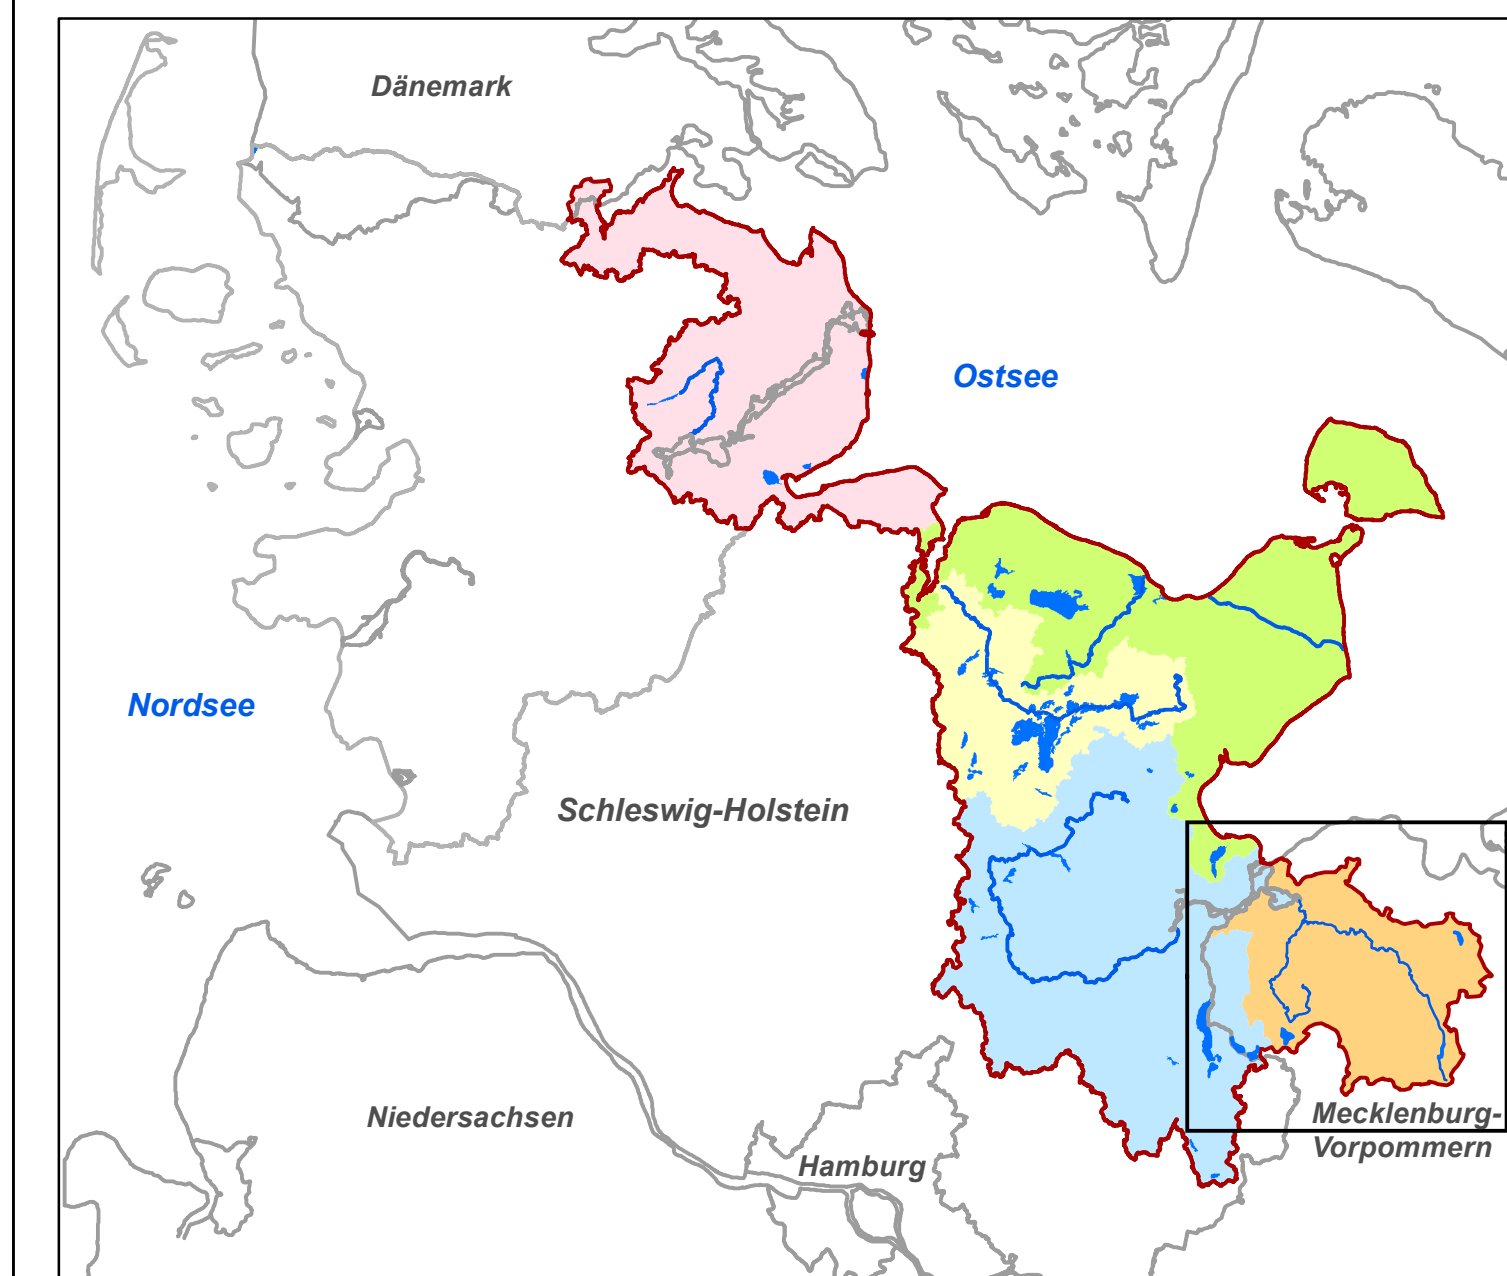 Dänemark
Ostsee
Nordsee
Schleswig-Holstein
Niedersachsen
Hamburg
Mecklenburg-
Vorpommern